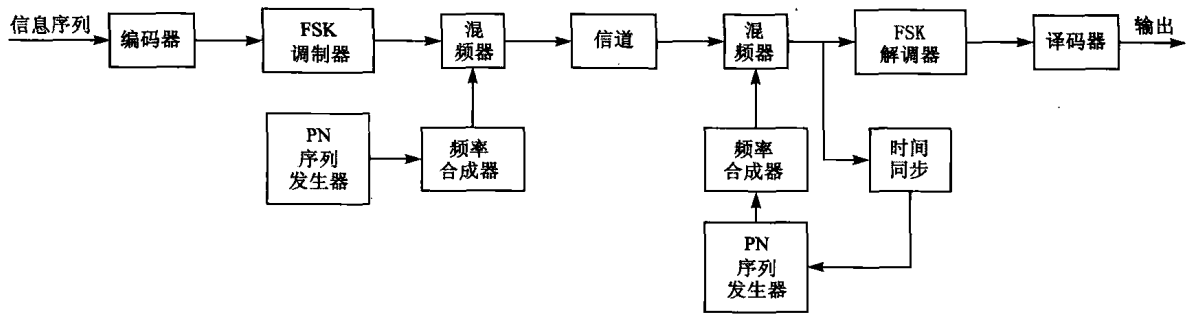 信息序列
编码器
FSK
调制器
混
频器
信道
混
频器
FSK
解调器
译码器
输出
PN
序列
发生器
频率
合成器
频率
合成器
时间
同步
PN
序列
发生器